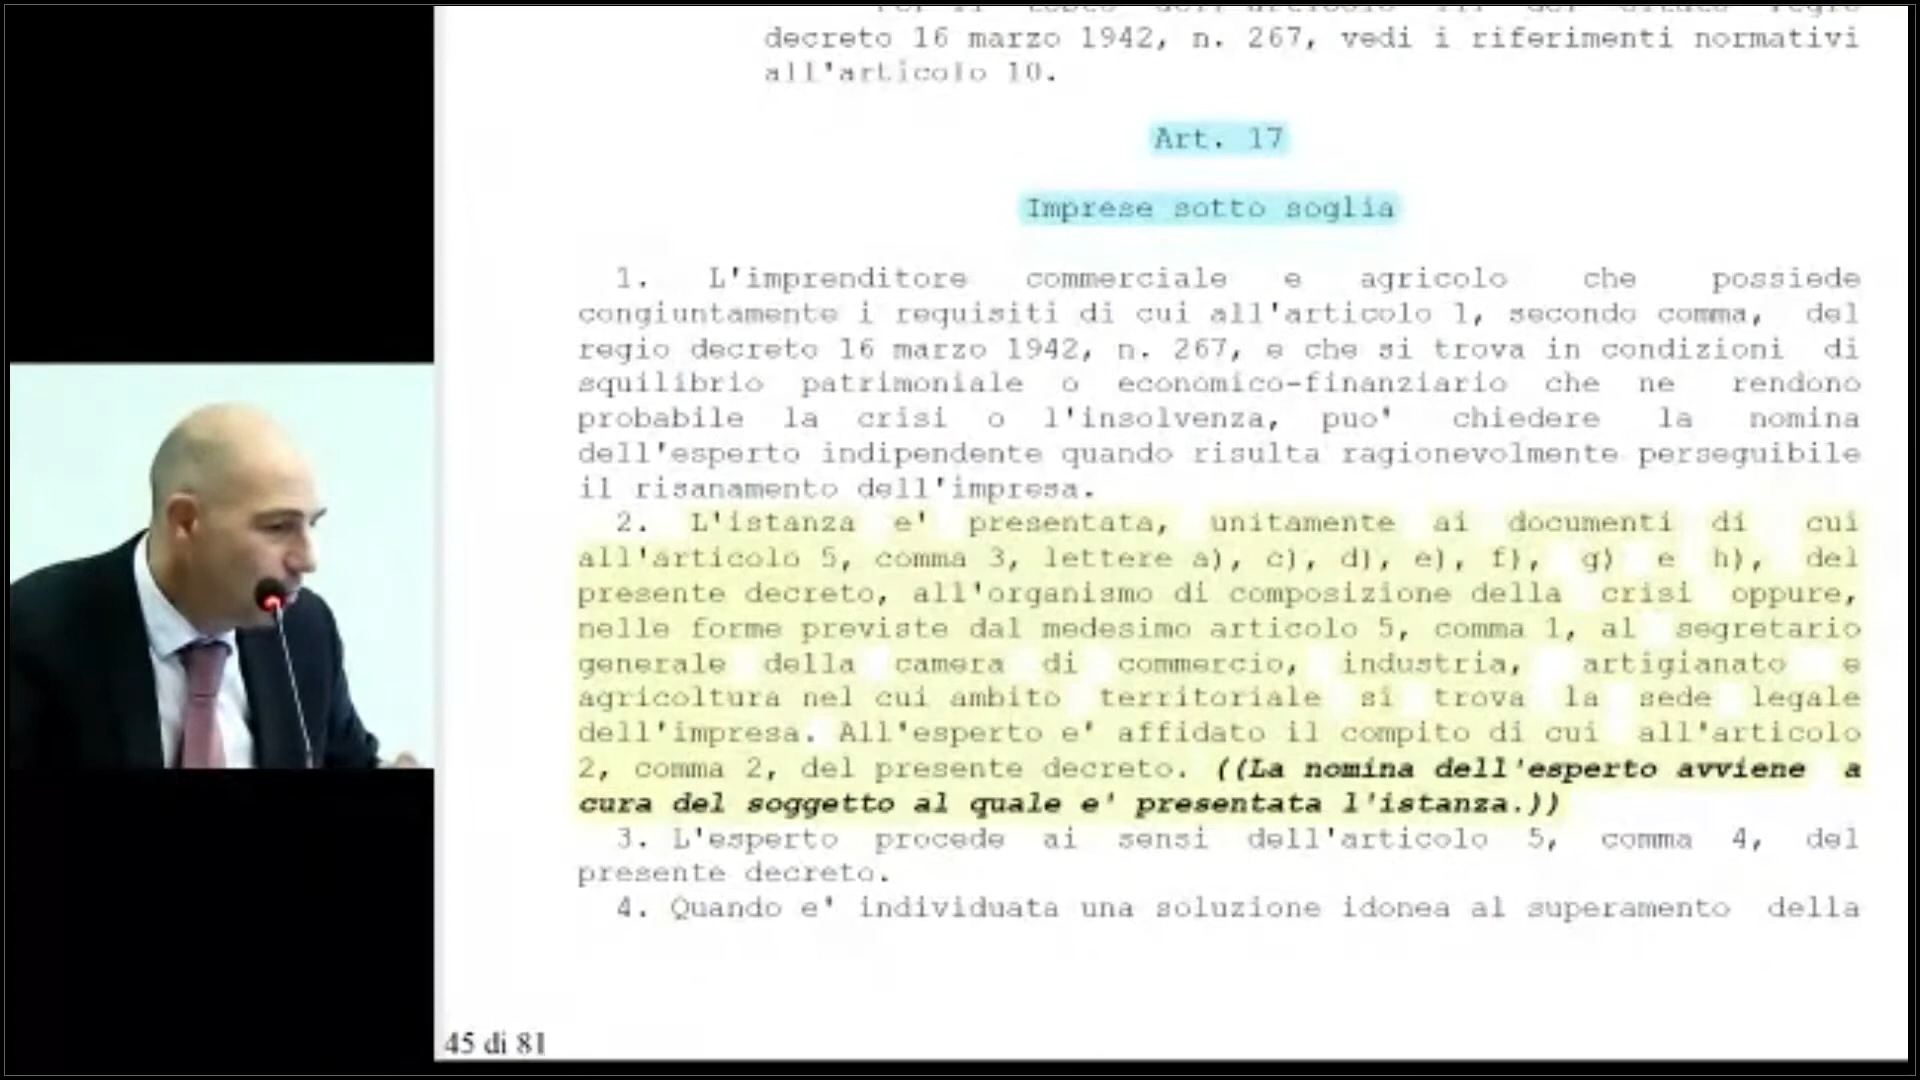 decreto 16 marzo 1942, n. 267, vedi i riferimenti normativi
all'articolo 10.
Art. 17
Imprese sotto soglia
1. L'imprenditore commerciale e agricolo che possiede
congiuntamente i requisiti di cui all'articolo 1, secondo comma, del
regio decreto 16 marzo 1942, n. 267, e che si trova in condizioni di
squilibrio patrimoniale o economico-finanziario che ne rendono
probabile la crisi o l'insolvenza, puo' chiedere la nomina
dell'esperto indipendente quando risulta ragionevolmente perseguibile
il risanamento dell'impresa.
2. L'istanza e' presentata, unitamente ai documenti di cui
all'articolo 5, comma 3, lettere a), c), d), e), f), g) e h), del
presente decreto, all'organismo di composizione della crisi oppure,
nelle forme previste dal medesimo articolo 5, comma 1, al segretario
generale della camera di commercio, industria, artigianato e
agricoltura nel cui ambito territoriale si trova la sede legale
dell'impresa. All'esperto e' affidato il compito di cui all'articolo
2, comma 2, del presente decreto. ((La nomina dell'esperto avviene a
cura del soggetto al quale e' presentata l'istanza.))
3. L'esperto procede ai sensi dell'articolo 5, comma 4, del
presente decreto.
4. Quando e' individuata una soluzione idonea al superamento della
45 di 81